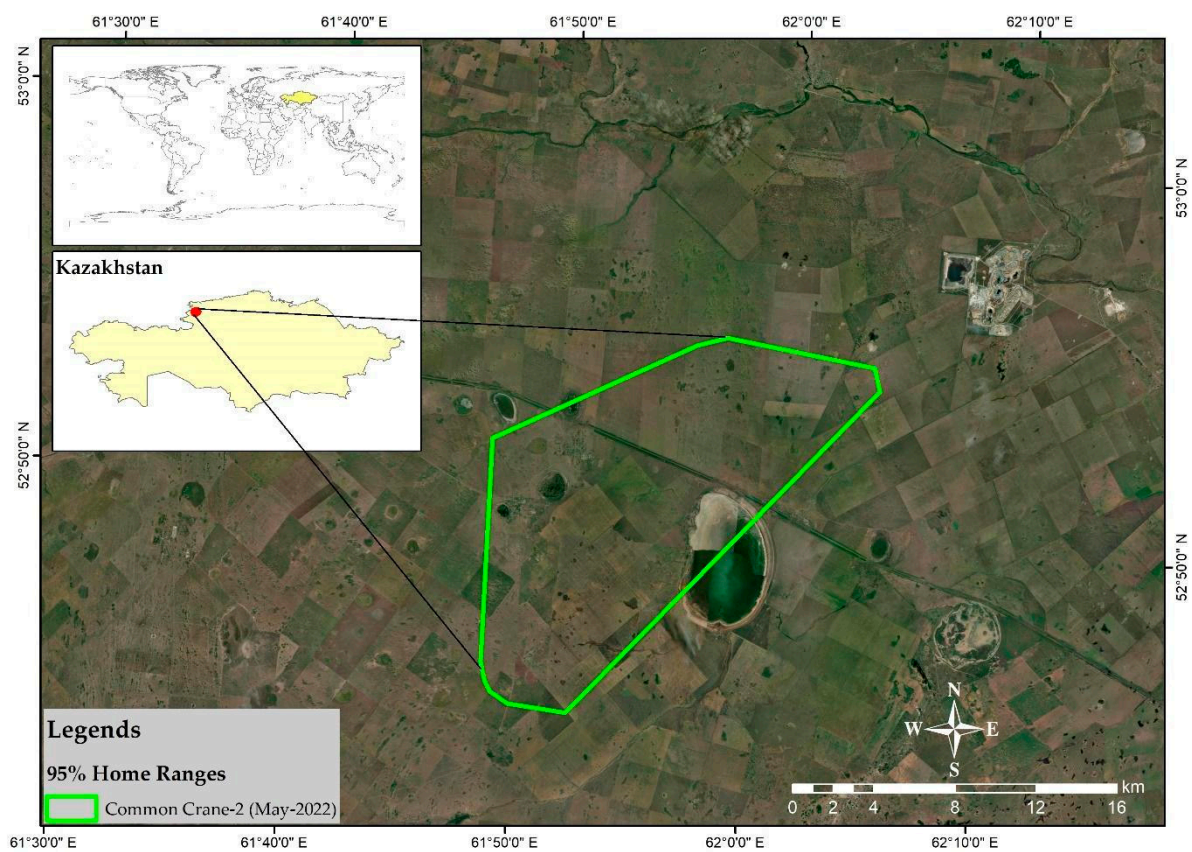 61°30'0" E 61°40'0" E 61°50'0" E 62°0'0" E 62°10'0" E
53°0'0" N
53°0'0" N
Kazakhstan
52°50'0" N
52°50'0" N
Legends
95% Home Ranges
Common Crane-2 (May-2022)
N
W E
S
km
0 2 4 8 12 16
61°30'0" E 61°40'0" E 61°50'0" E 62°0'0" E 62°10'0" E